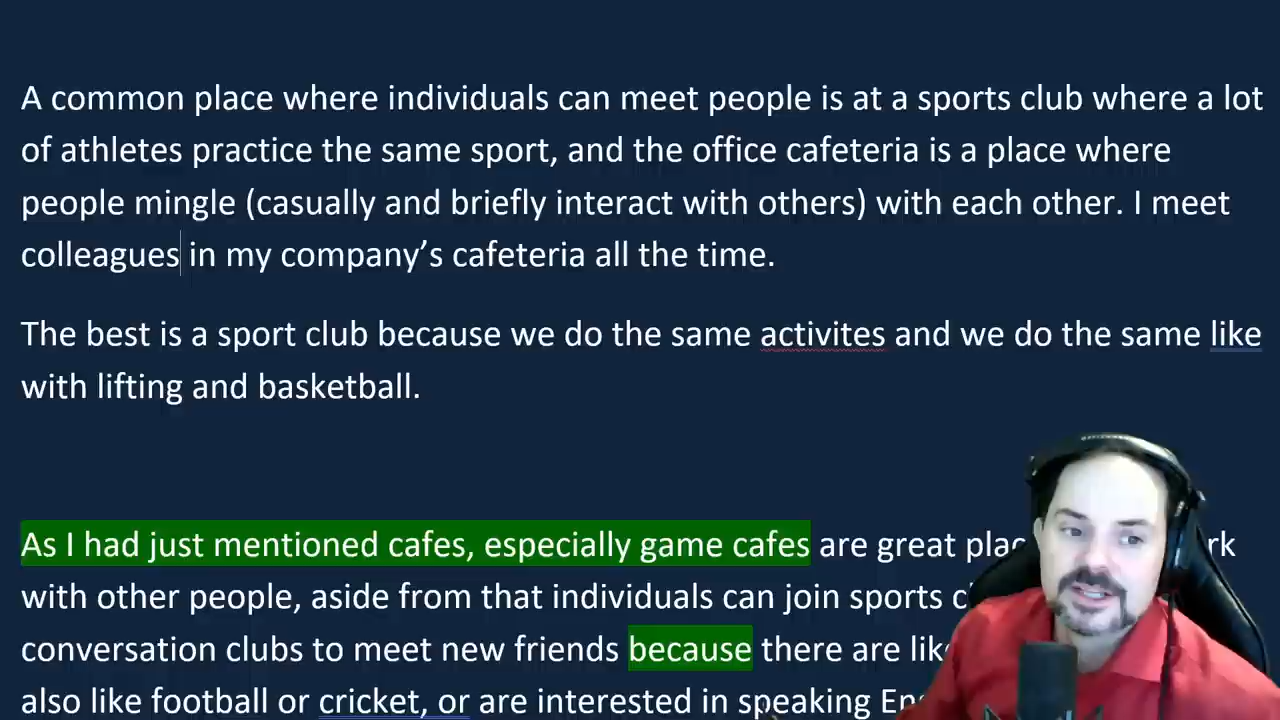 A common place where individuals can meet people is at a sports club where a lot
of athletes practice the same sport, and the office cafeteria is a place where
people mingle (casually and briefly interact with others) with each other. I meet
colleagues in my company’s cafeteria all the time.
The best is a sport club because we do the same activites and we do the same like
with lifting and basketball.
As I had just mentioned cafes, especially game cafes are great
with other people, aside from that individuals can join sports
conversation clubs to meet new friends because there are
also like football or cricket, or are interested in speaking